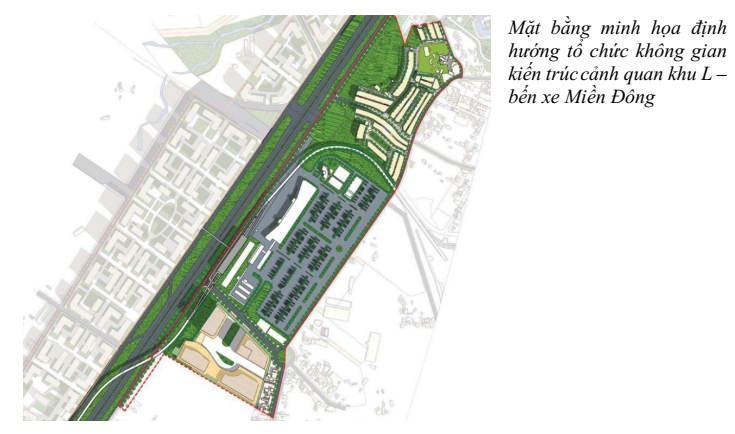 Mặt bằng minh họa định
hướng tổ chức không gian
kiến trúc cảnh quan khu L –
bến xe Miền Đông